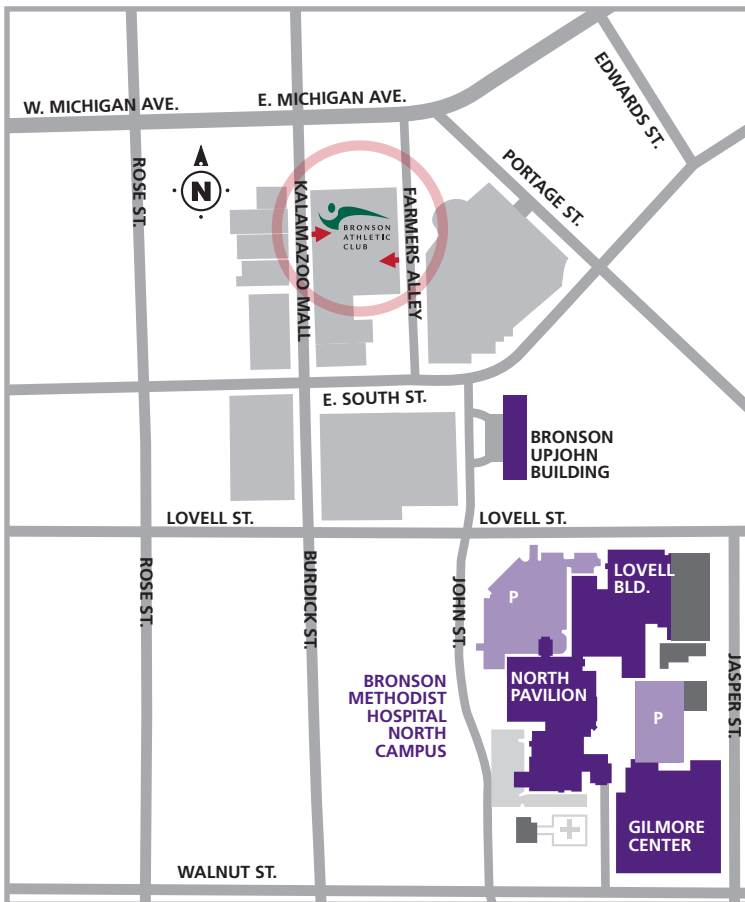 EDWARDS ST.
W. MICHIGAN AVE.
E. MICHIGAN AVE.
PORTAGE ST.
ROSE ST.
N
KALAMAZOO MALL
FARMERS ALLEY
BRONSON
ATHLETIC
CLUB
E. SOUTH ST.
BRONSON
UPJOHN
BUILDING
LOVELL ST.
LOVELL ST.
ROSE ST.
BURDICK ST.
JOHN ST.
P
LOVELL
BLD.
JASPER ST.
BRONSON
METHODIST
HOSPITAL
NORTH
CAMPUS
NORTH
PAVILION
P
GILMORE
CENTER
WALNUT ST.